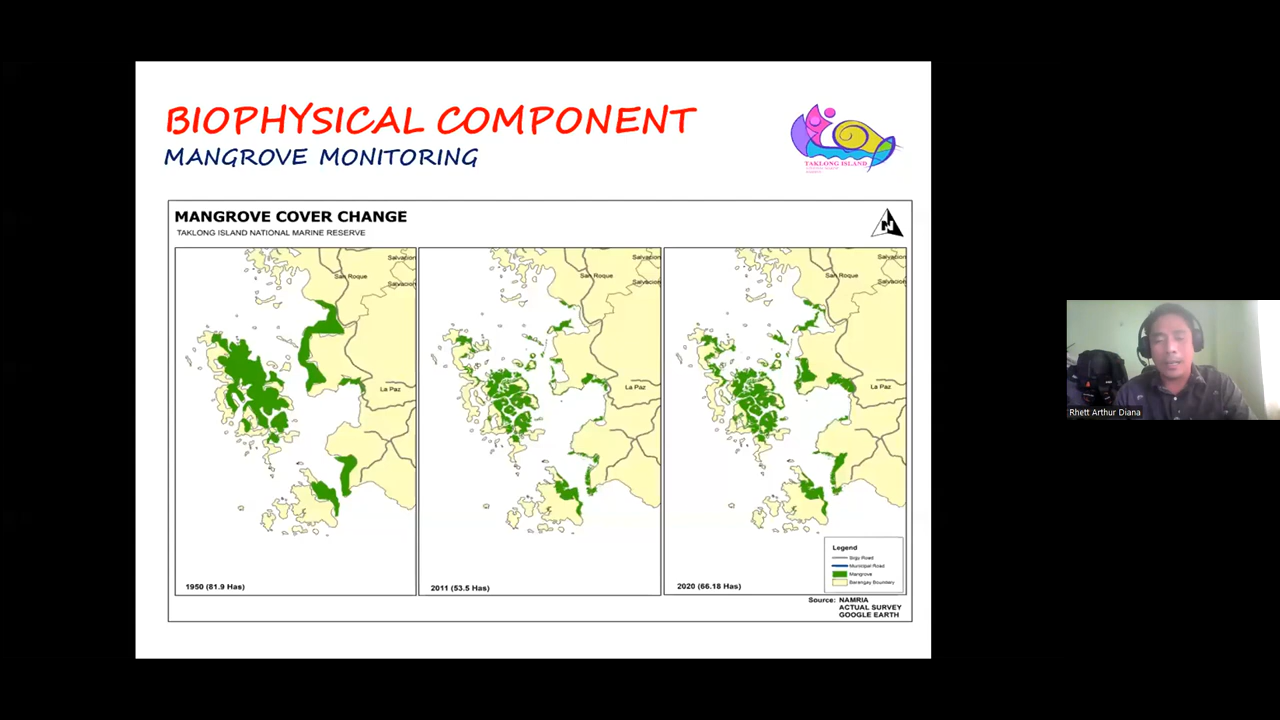 BIOPHYSICAL COMPONENT
MANGROVE MONITORING
TAKLONG ISLAND
MANGROVE COVER CHANGE
TAKLONG ISLAND NATIONAL MARINE RESERVE
N
Salvacion
San Roque
Salvacion
La Paz
1950 (81.9 Has)
Salvacion
San Roque
Salvacion
La Paz
2011 (53.5 Has)
Salvacion
San Roque
Salvacion
La Paz
2020 (66.18 Has)
Legend
Brgy Road
Municipal Road
Mangrove
Barangay Boundary
Source: NAMRIA
ACTUAL SURVEY
GOOGLE EARTH
Rhett Arthur Diana